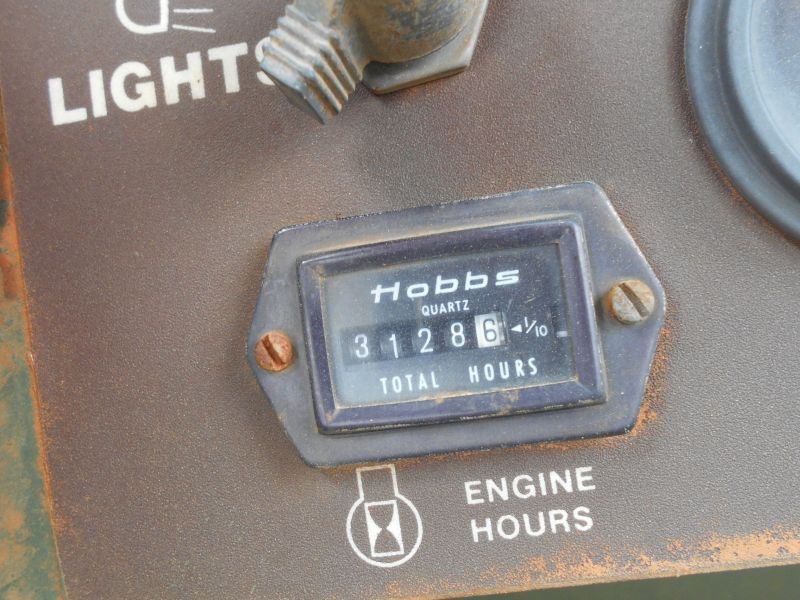 LIGHTS
Hobbs
QUARTZ
31286 ◄1/10
TOTAL HOURS
ENGINE
HOURS